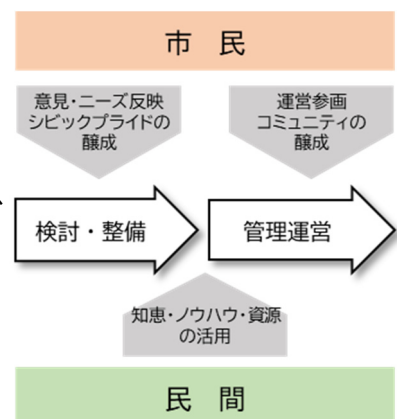 市　民
意見・ニーズ反映
シビックプライドの
醸成
運営参画
コミュニティの
醸成
検討・整備
管理運営
知恵・ノウハウ・資源
の活用
民　間